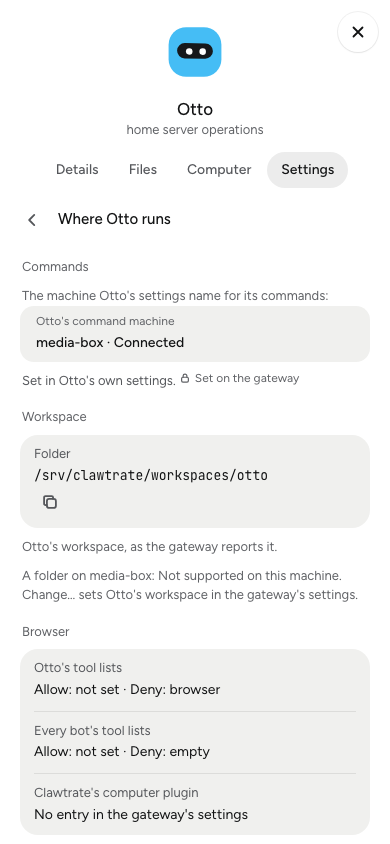 Otto
home server operations
Details Files Computer Settings
Where Otto runs
Commands
The machine Otto's settings name for its commands:
Otto's command machine
media-box · Connected
Set in Otto's own settings. Set on the gateway
Workspace
Folder
/srv/clawtrate/workspaces/otto
Otto's workspace, as the gateway reports it.
A folder on media-box: Not supported on this machine.
Change... sets Otto's workspace in the gateway's settings.
Browser
Otto's tool lists
Allow: not set · Deny: browser
Every bot's tool lists
Allow: not set · Deny: empty
Clawtrate's computer plugin
No entry in the gateway's settings